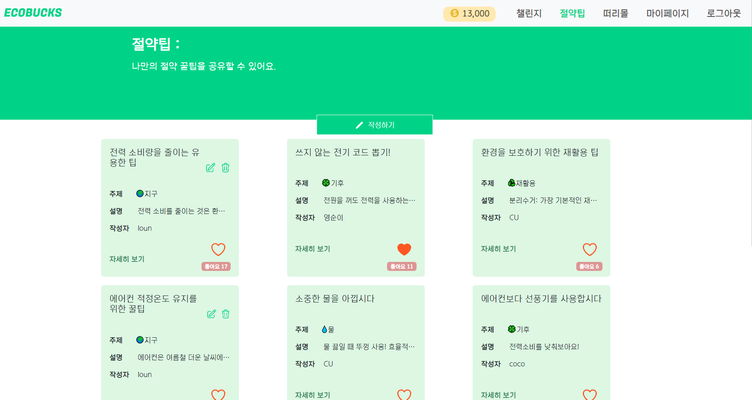 ECOBUCKS
13,000 챌린지 절약팁 떠리몰 마이페이지 로그아웃
절약팁 :
나만의 절약 꿀팁을 공유할 수 있어요.
작성하기
전력 소비량을 줄이는 유
용한 팁
주제 지구
설명 전력 소비를 줄이는 것은 환…
작성자 loun
자세히 보기
좋아요 17
쓰지 않는 전기 코드 뽑기!
주제 기후
설명 전원을 꺼도 전력을 사용하는…
작성자 영순이
자세히 보기
좋아요 11
환경을 보호하기 위한 재활용 팁
주제 재활용
설명 분리수거: 가장 기본적인 재…
작성자 CU
자세히 보기
좋아요 6
에어컨 적정온도 유지를
위한 꿀팁
주제 지구
설명 에어컨은 여름철 더운 날씨에…
작성자 loun
소중한 물을 아낍시다
주제 물
설명 물 끓일 때 뚜껑 사용! 효율적…
작성자 CU
자세히 보기
에어컨보다 선풍기를 사용합시다
주제 기후
설명 전력소비를 낮춰보아요!
작성자 coco
자세히 보기